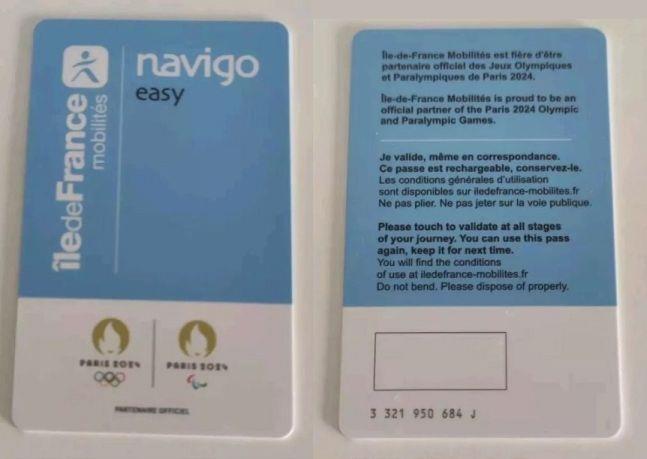 île de France
mobilités
navigo
easy
PARIS 2024
PARIS 2024
PARTENAIRE OFFICIEL
Île-de-France Mobilités est fière d'être
partenaire officiel des Jeux Olympiques
et Paralympiques de Paris 2024.
Île-de-France Mobilités is proud to be an
official partner of the Paris 2024 Olympic
and Paralympic Games.
Je valide, même en correspondance.
Ce passe est rechargeable, conservez-le.
Les conditions générales d'utilisation
sont disponibles sur iledefrance-mobilites.fr
Ne pas plier. Ne pas jeter sur la voie publique.
Please touch to validate at all stages
of your journey. You can use this pass
again, keep it for next time.
You will find the conditions
of use at iledefrance-mobilites.fr
Do not bend. Please dispose of properly.
3 321 950 684 J